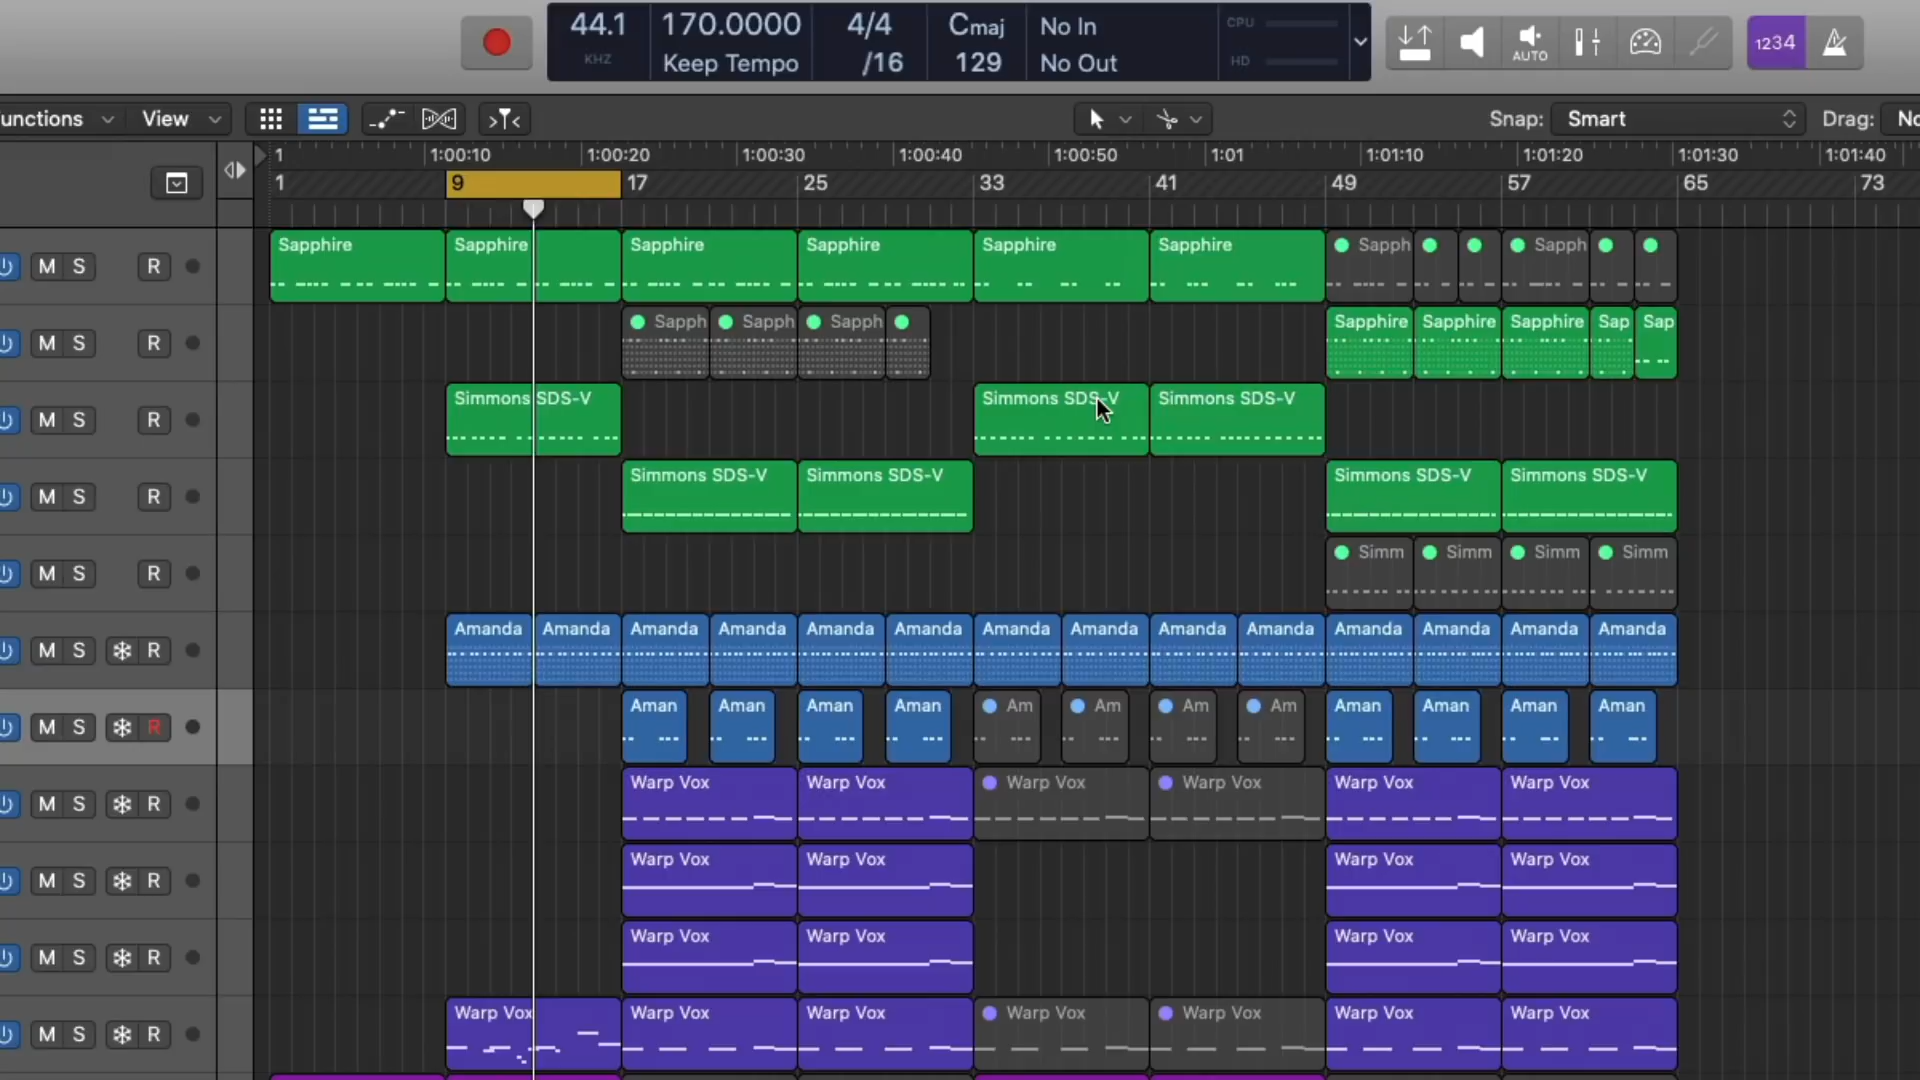 44.1 170.0000 4/4 Cmaj No In CPU
KHZ Keep Tempo /16 129 No Out HD
AUTO 1234
unctions View Snap: Smart Drag: No
1 1:00:10 1:00:20 1:00:30 1:00:40 1:00:50 1:01 1:01:10 1:01:20 1:01:30 1:01:40
1 9 17 25 33 41 49 57 65 73
M S R Sapphire Sapphire Sapphire Sapphire Sapphire Sapphire Sapph Sapph
M S R Sapph Sapph Sapph Sapphire Sapphire Sapphire Sap Sap
M S R Simmons SDS-V Simmons SDS-V Simmons SDS-V
M S R Simmons SDS-V Simmons SDS-V Simmons SDS-V Simmons SDS-V
M S R Simm Simm Simm Simm
M S R Amanda Amanda Amanda Amanda Amanda Amanda Amanda Amanda Amanda Amanda Amanda Amanda Amanda Amanda
M S R Aman Aman Aman Aman Am Am Am Am Aman Aman Aman Aman
M S R Warp Vox Warp Vox Warp Vox Warp Vox Warp Vox Warp Vox
M S R Warp Vox Warp Vox Warp Vox Warp Vox
M S R Warp Vox Warp Vox Warp Vox Warp Vox
M S R Warp Vox Warp Vox Warp Vox Warp Vox Warp Vox Warp Vox Warp Vox